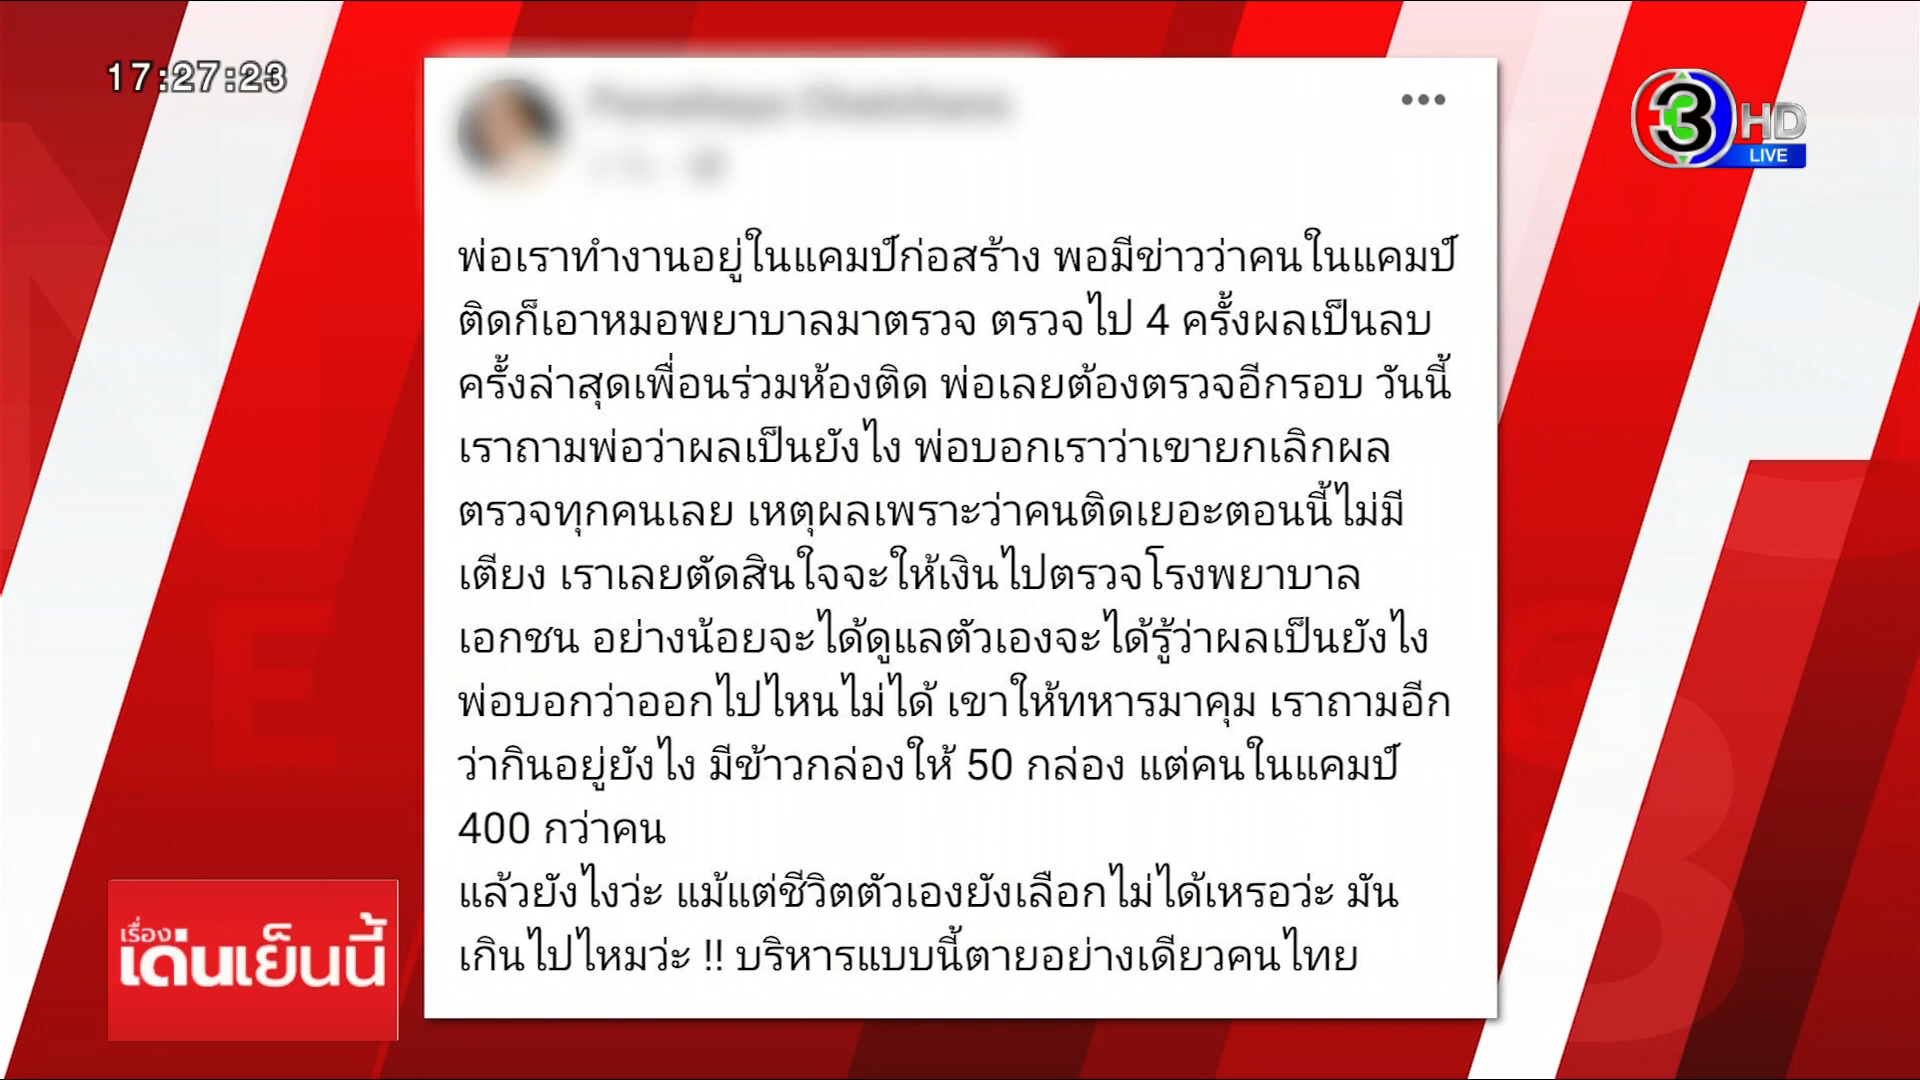 17:27:23
3 HD
LIVE
พ่อเราทำงานอยู่ในแคมป์ก่อสร้าง พอมีข่าวว่าคนในแคมป์
ติดก็เอาหมอพยาบาลมาตรวจ ตรวจไป 4 ครั้งผลเป็นลบ
ครั้งล่าสุดเพื่อนร่วมห้องติด พ่อเลยต้องตรวจอีกรอบ วันนี้
เราถามพ่อว่าผลเป็นยังไง พ่อบอกเราว่าเขายกเลิกผล
ตรวจทุกคนเลย เหตุผลเพราะว่าคนติดเยอะตอนนี้ไม่มี
เตียง เราเลยตัดสินใจจะให้เงินไปตรวจโรงพยาบาล
เอกชน อย่างน้อยจะได้ดูแลตัวเองจะได้รู้ว่าผลเป็นยังไง
พ่อบอกว่าออกไปไหนไม่ได้ เขาให้ทหารมาคุม เราถามอีก
ว่ากินอยู่ยังไง มีข้าวกล่องให้ 50 กล่อง แต่คนในแคมป์
400 กว่าคน
แล้วยังไงว่ะ แม้แต่ชีวิตตัวเองยังเลือกไม่ได้เหรอว่ะ มัน
เกินไปไหมว่ะ !! บริหารแบบนี้ตายอย่างเดียวคนไทย
เรื่อง
เด่นเย็นนี้